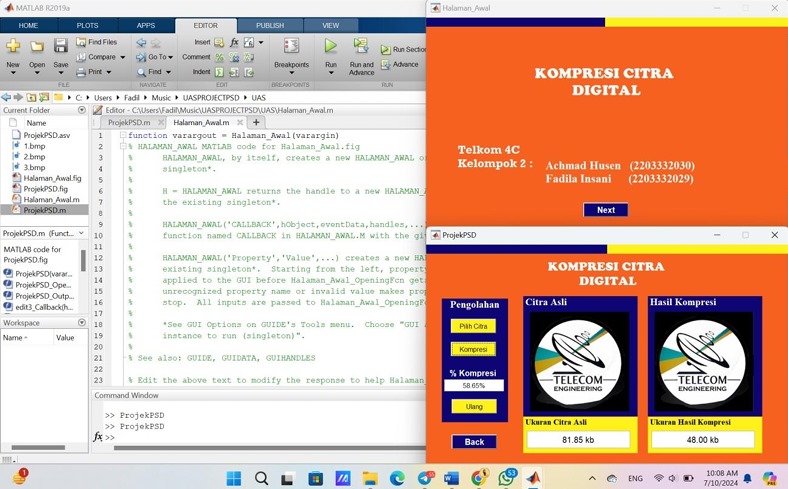 MATLAB R2019a
HOME PLOTS APPS EDITOR PUBLISH VIEW
New Open Save
Find Files
Compare
Print
Go To
Find
Insert
Comment
Indent
Breakpoints
Run
Run and
Advance
Run Section
Advance
FILE NAVIGATE EDIT BREAKPOINTS RUN
C: Users Fadil Music UASPROJECTPSD UAS
Current Folder
Name
ProjekPSD.asv
1.bmp
2.bmp
3.bmp
Halaman_Awal.fig
ProjekPSD.fig
Halaman_Awal.m
ProjekPSD.m
ProjekPSD.m (Funct...
MATLAB code for
ProjekPSD.fig
ProjekPSD(varar...
ProjekPSD_Ope...
ProjekPSD_Outp...
edit3_Callback(h...
Workspace
Name Value
Editor - C:\Users\Fadil\Music\UASPROJECTPSD\UAS\Halaman_Awal.m
ProjekPSD.m Halaman_Awal.m
1 function varargout = Halaman_Awal(varargin)
2 % HALAMAN_AWAL MATLAB code for Halaman_Awal.fig
3 % HALAMAN_AWAL, by itself, creates a new HALAMAN_AWAL or
4 % singleton*.
5 %
6 % H = HALAMAN_AWAL returns the handle to a new HALAMAN_A
7 % the existing singleton*.
8 %
9 % HALAMAN_AWAL('CALLBACK',hObject,eventData,handles,...
10 % function named CALLBACK in HALAMAN_AWAL.M with the gi
11 %
12 % HALAMAN_AWAL('Property','Value',...) creates a new HAL
13 % existing singleton*. Starting from the left, property
14 % applied to the GUI before Halaman_Awal_OpeningFcn get
15 % unrecognized property name or invalid value makes prop
16 % stop. All inputs are passed to Halaman_Awal_OpeningFc
17 %
18 % *See GUI Options on GUIDE's Tools menu. Choose "GUI a
19 % instance to run (singleton)".
20 %
21 % See also: GUIDE, GUIDATA, GUIHANDLES
22
23 % Edit the above text to modify the response to help Halaman_
Command Window
>> ProjekPSD
>> ProjekPSD
fx >>
Halaman_Awal
KOMPRESI CITRA
DIGITAL
Telkom 4C
Kelompok 2 :
Achmad Husen (2203332030)
Fadila Insani (2203332029)
Next
ProjekPSD
KOMPRESI CITRA
DIGITAL
Pengolahan
Pilih Citra
Kompresi
% Kompresi
58.65%
Ulang
Back
Citra Asli
TELECOM
ENGINEERING
Ukuran Citra Asli
81.85 kb
Hasil Kompresi
TELECOM
ENGINEERING
Ukuran Hasil Kompresi
48.00 kb
1
53
ENG
10:08 AM
7/10/2024